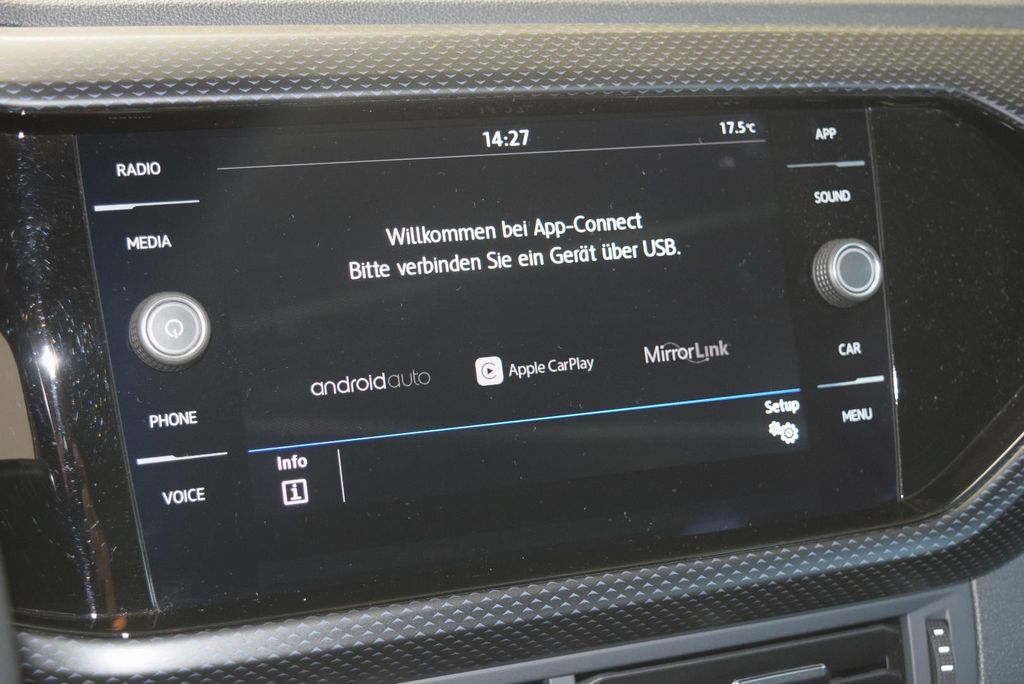 14:27
17.5°C
RADIO
MEDIA
PHONE
VOICE
Willkommen bei App-Connect
Bitte verbinden Sie ein Gerät über USB.
androidauto
Apple CarPlay
MirrorLink
Info
i
Setup
APP
SOUND
CAR
MENU